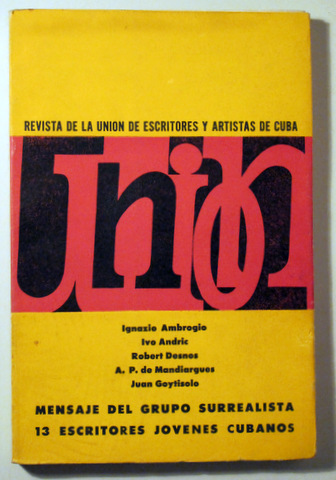 REVISTA DE LA UNION DE ESCRITORES Y ARTISTAS DE CUBA
Unión
Ignazio Ambrogio
Ivo Andric
Robert Desnos
A. P. de Mandiargues
Juan Goytisolo
MENSAJE DEL GRUPO SURREALISTA
13 ESCRITORES JOVENES CUBANOS